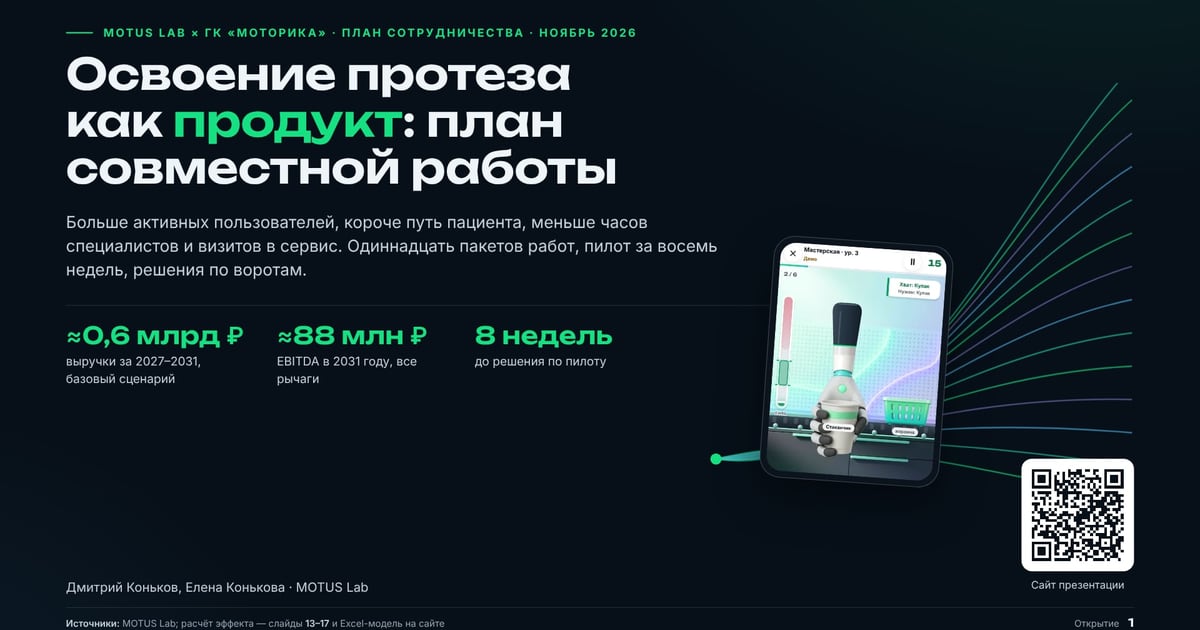 MOTUS LAB × ГК «МОТОРИКА» · ПЛАН СОТРУДНИЧЕСТВА · НОЯБРЬ 2026
Освоение протеза
как продукт: план
совместной работы
Больше активных пользователей, короче путь пациента, меньше часов
специалистов и визитов в сервис. Одиннадцать пакетов работ, пилот за восемь
недель, решения по воротам.
≈0,6 млрд ₽
выручки за 2027–2031,
базовый сценарий
≈88 млн ₽
EBITDA в 2031 году, все
рычаги
8 недель
до решения по пилоту
Мастерская · ур. 3
Демо
15
2 / 6
Хват: Кулак
Нужен: Кулак
Стаканчик
корзина
Сайт презентации
Дмитрий Коньков, Елена Конькова · MOTUS Lab
Источники: MOTUS Lab; расчёт эффекта — слайды 13–17 и Excel-модель на сайте
Открытие 1